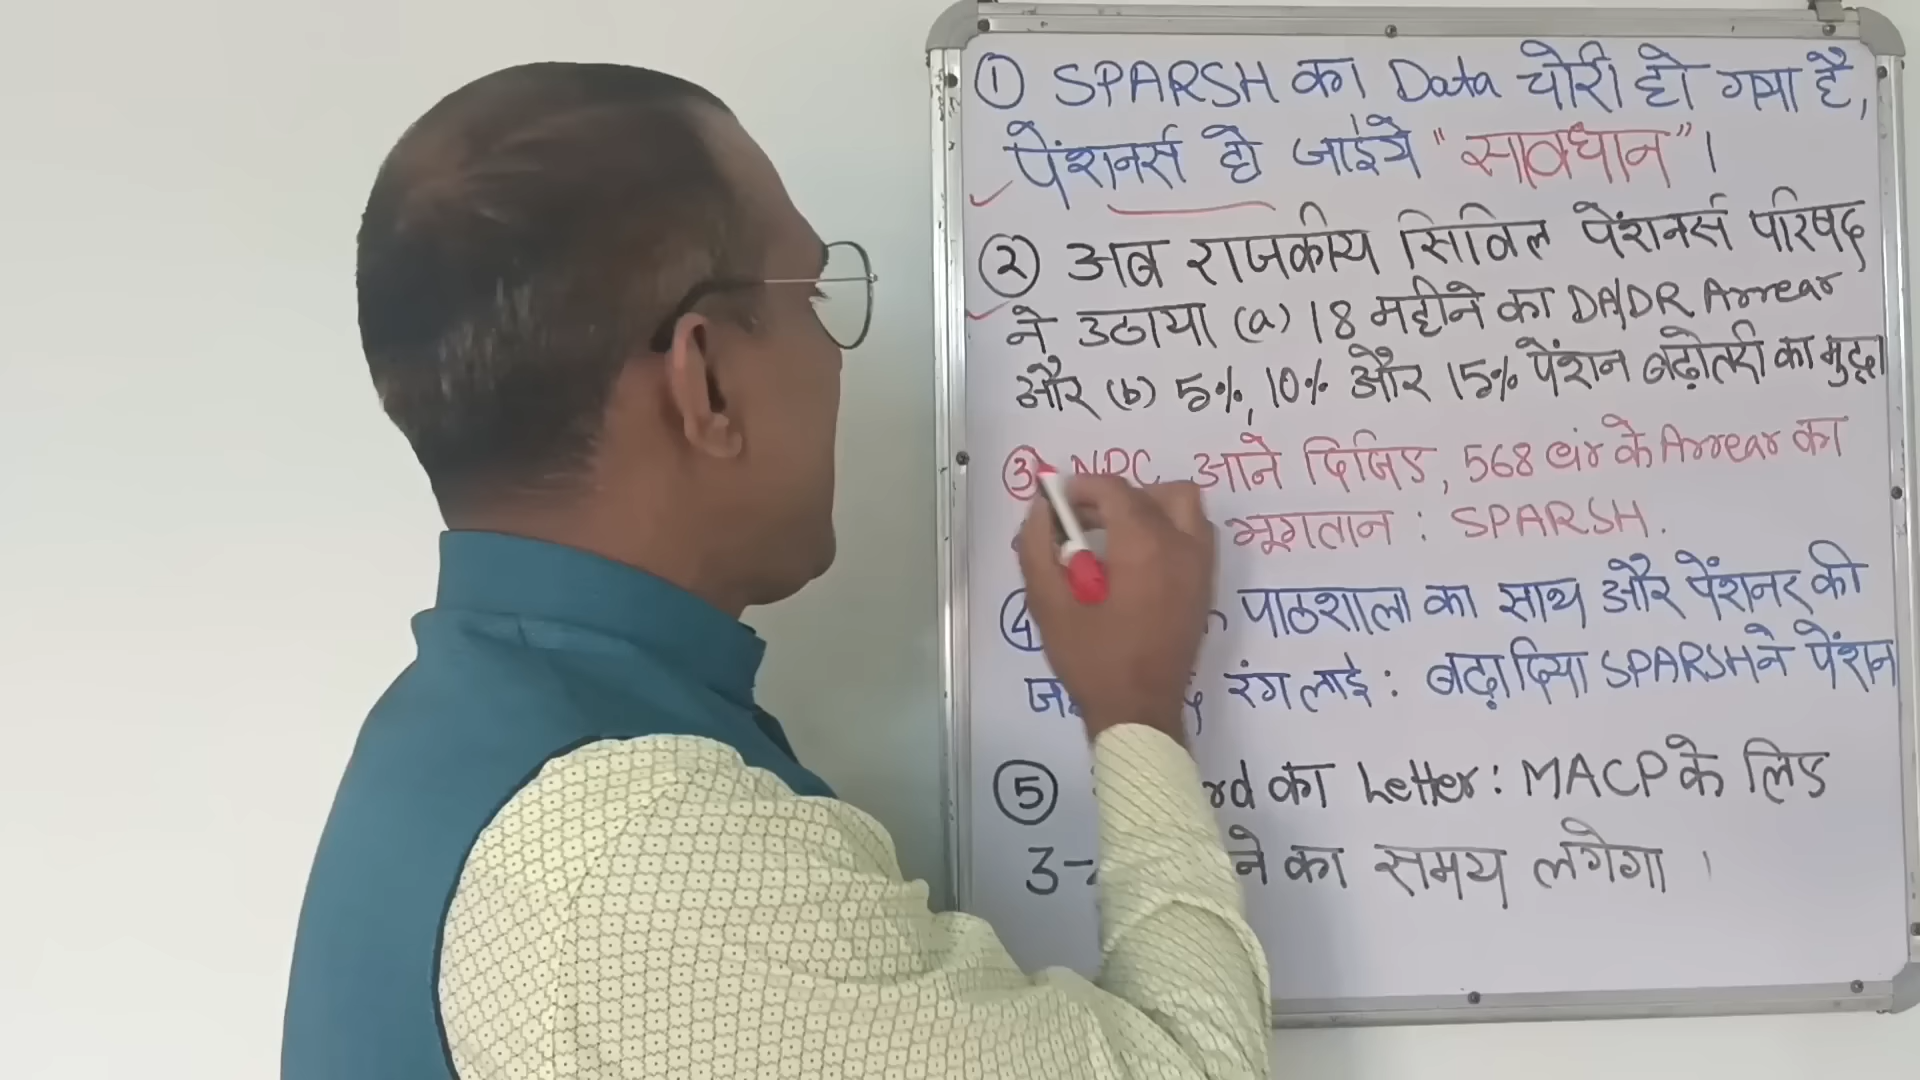 ① SPARSH का Data चोरी हो गया है,
पेंशनर्स हो जाइये "सावधान"।
② अब राजकीय सिविल पेंशनर्स परिषद
ने उठाया (a) 18 महीने का DA/DR Arrear
और (b) 5%, 10% और 15% पेंशन बढ़ोतरी का मुद्दा
③ NPC आने दिजिए, 568 का के Arrear का
भूगतान : SPARSH.
④ पाठशाला का साथ और पेंशनर की
रंग लाई : बढ़ा दिया SPARSH ने पेंशन
⑤ का Letter : MACP के लिए
3- का समय लगेगा ।